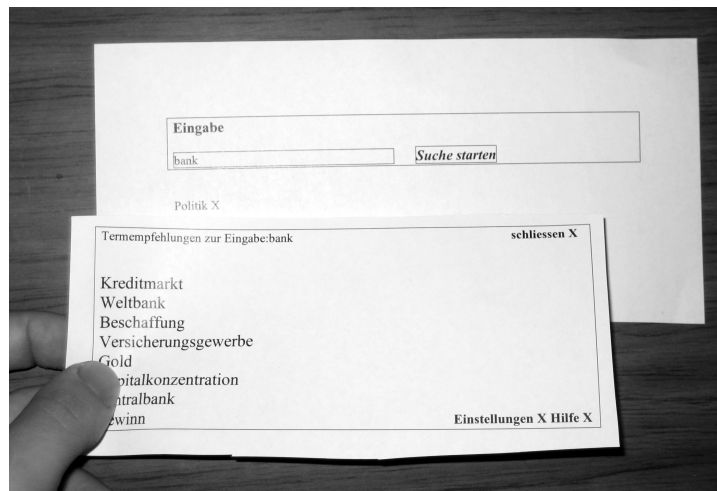 Eingabe
bank Suche starten
Politik X
Termempfehlungen zur Eingabe:bank schliessen X
Kreditmarkt
Weltbank
Beschaffung
Versicherungsgewerbe
Gold
pitalkonzentration
ntralbank
ewinn Einstellungen X Hilfe X